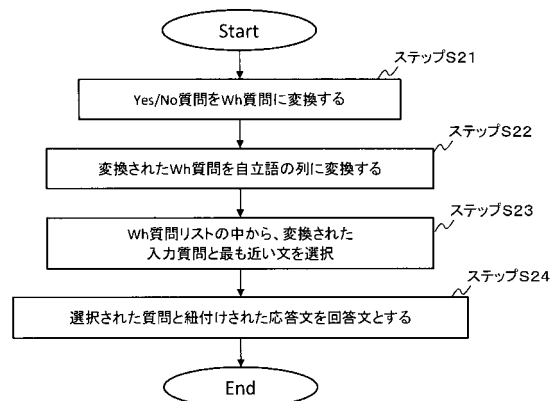 Start
ステップS21
Yes/No質問をWh質問に変換する
ステップS22
変換されたWh質問を自立語の列に変換する
ステップS23
Wh質問リストの中から、変換された
入力質問と最も近い文を選択
ステップS24
選択された質問と紐付けされた応答文を回答文とする
End